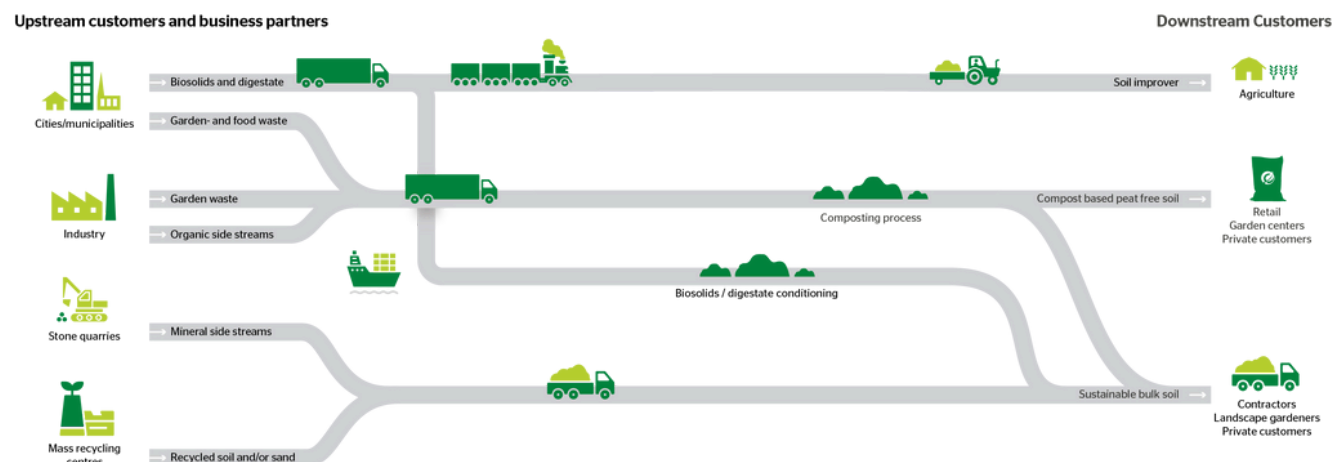 Upstream customers and business partners
Downstream Customers
Biosolids and digestate
Soil improver
Cities/municipalities
Agriculture
Garden- and food waste
Garden waste
Compost based peat free soil
Industry
Organic side streams
Composting process
Retail
Garden centers
Private customers
Biosolids / digestate conditioning
Stone quarries
Mineral side streams
Sustainable bulk soil
Contractors
Landscape gardeners
Private customers
Mass recycling
centres
Recycled soil and/or sand